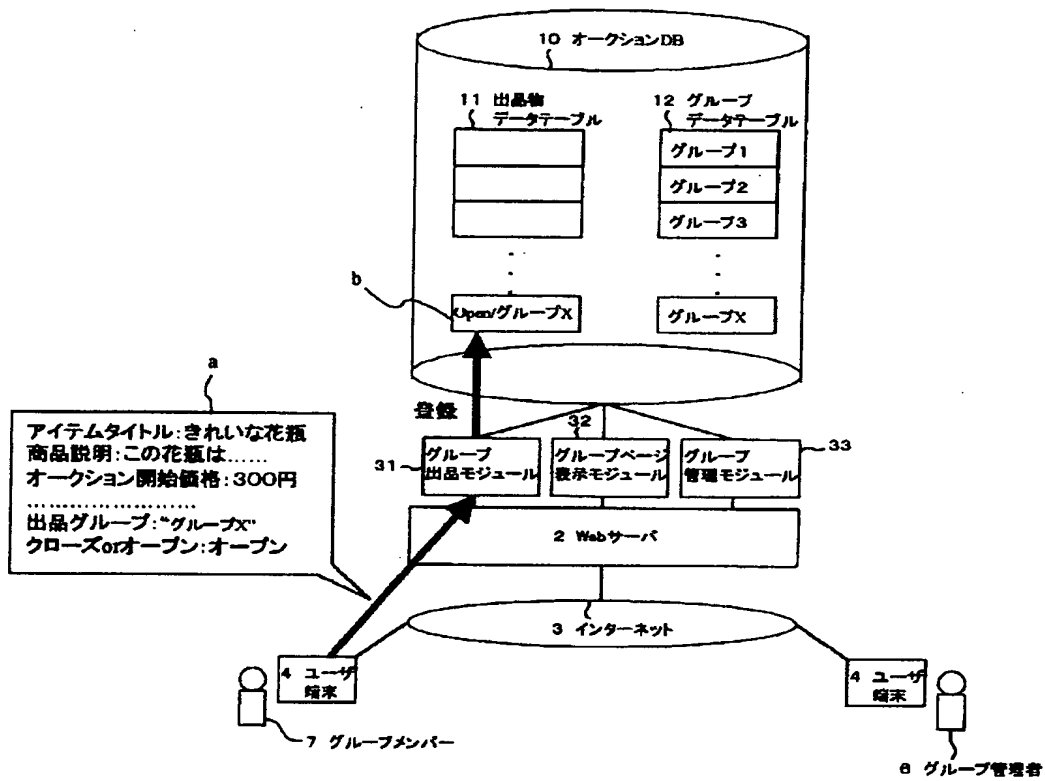 10 オークションDB
11 出品物
データテーブル
12 グループ
データテーブル
グループ1
グループ2
グループ3
b
Open/グループX
グループX
a
登録
アイテムタイトル:きれいな花瓶
商品説明:この花瓶は……
オークション開始価格:300円
……………………
出品グループ:“グループX”
クローズorオープン:オープン
31
グループ
出品モジュール
32
グループページ
表示モジュール
グループ
管理モジュール
33
2 Webサーバ
3 インターネット
4 ユーザ
端末
4 ユーザ
端末
7 グループメンバー
6 グループ管理者